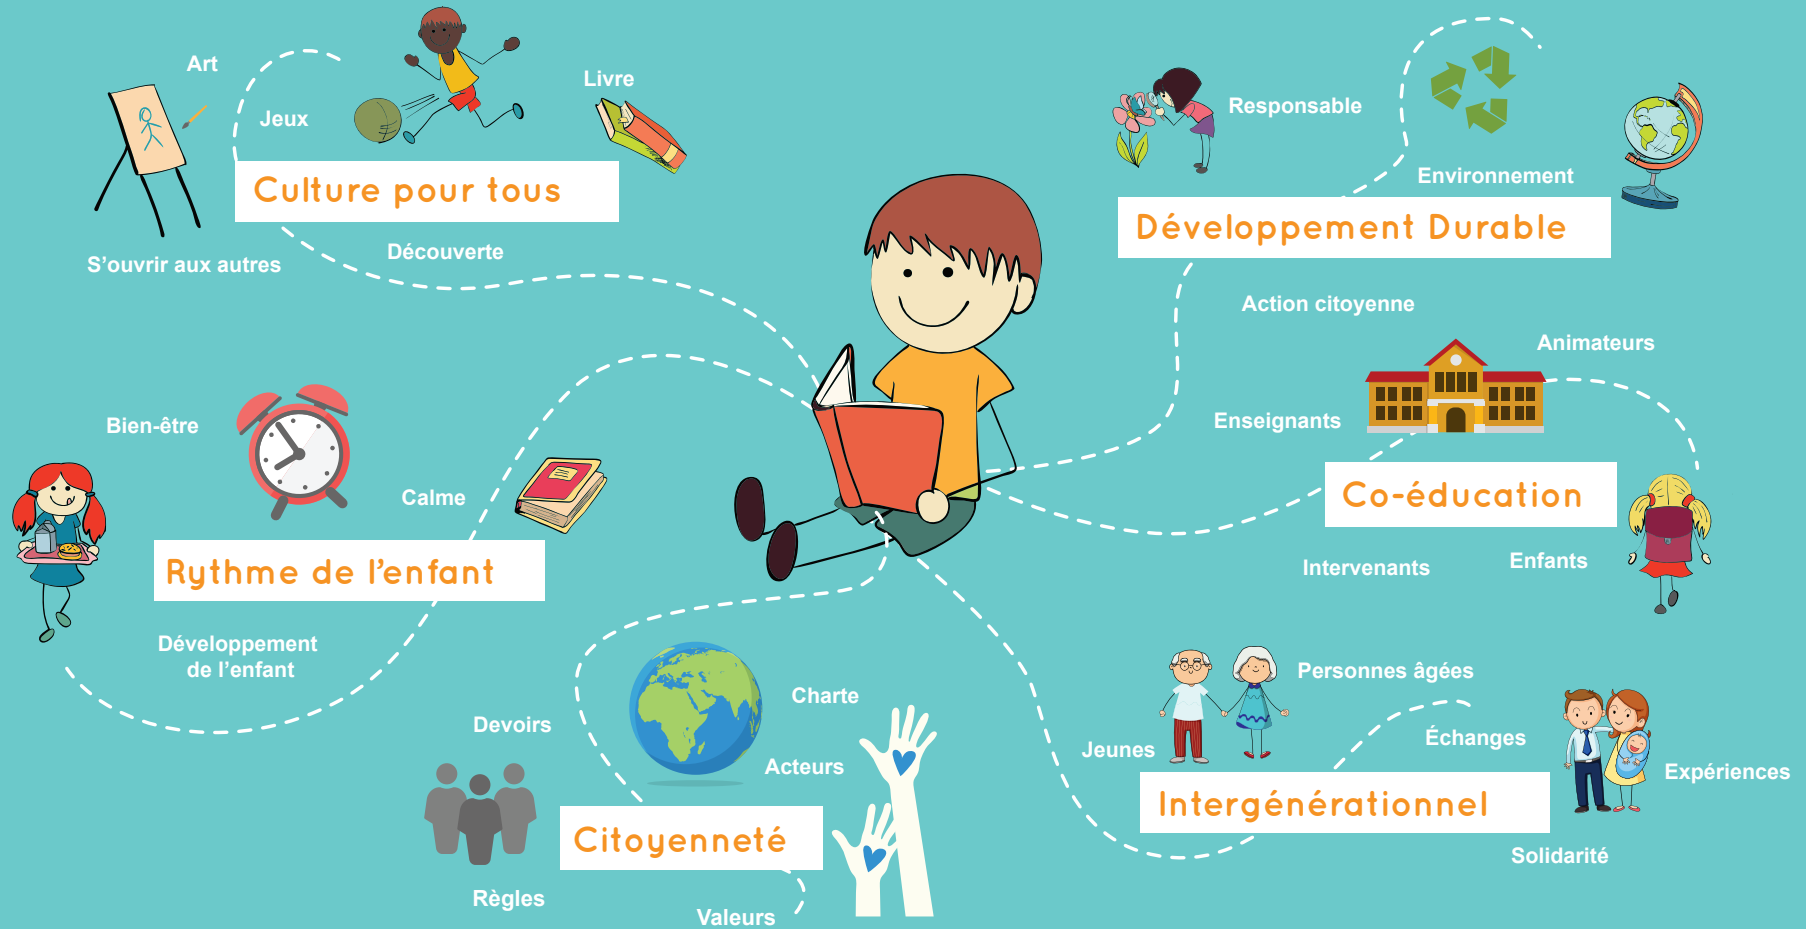 Art
Jeux
Livre
Culture pour tous
S'ouvrir aux autres
Découverte
Responsable
Environnement
Développement Durable
Action citoyenne
Animateurs
Enseignants
Co-éducation
Intervenants
Enfants
Bien-être
Calme
Rythme de l'enfant
Développement
de l'enfant
Devoirs
Charte
Acteurs
Citoyenneté
Règles
Valeurs
Personnes âgées
Jeunes
Échanges
Expériences
Intergénérationnel
Solidarité